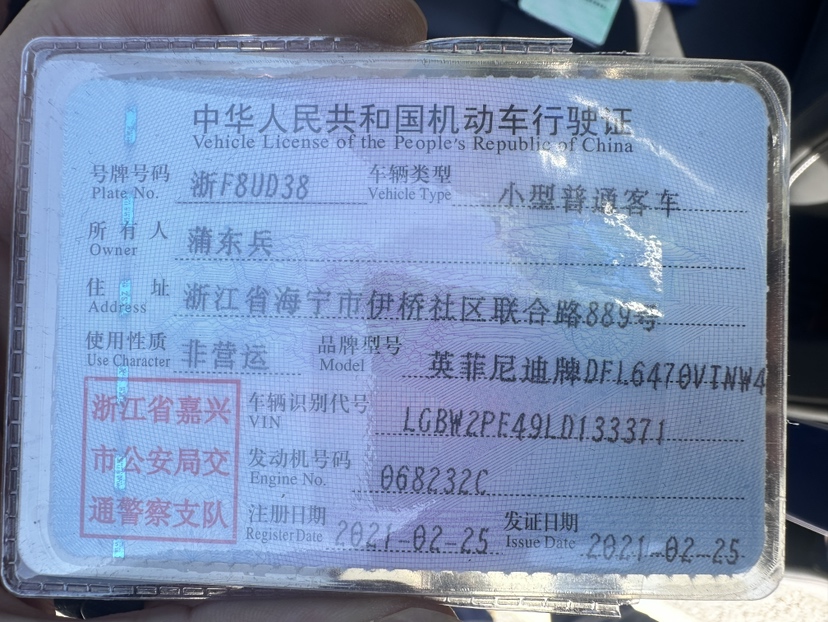 中华人民共和国机动车行驶证
Vehicle License of the People's Republic of China
号牌号码 浙F8UD38 车辆类型 小型普通客车
Plate No. Vehicle Type
所有人 蒲东兵
Owner
住址 浙江省海宁市伊桥社区联合路889号
Address
使用性质 非营运 品牌型号 英菲尼迪牌DFL6470VINW4
Use Character Model
浙江省嘉兴
市公安局交
通警察支队
车辆识别代号 LGBW2PE49LD133371
VIN
发动机号码 068232C
Engine No.
注册日期 2021-02-25 发证日期 2021-02-25
Register Date Issue Date